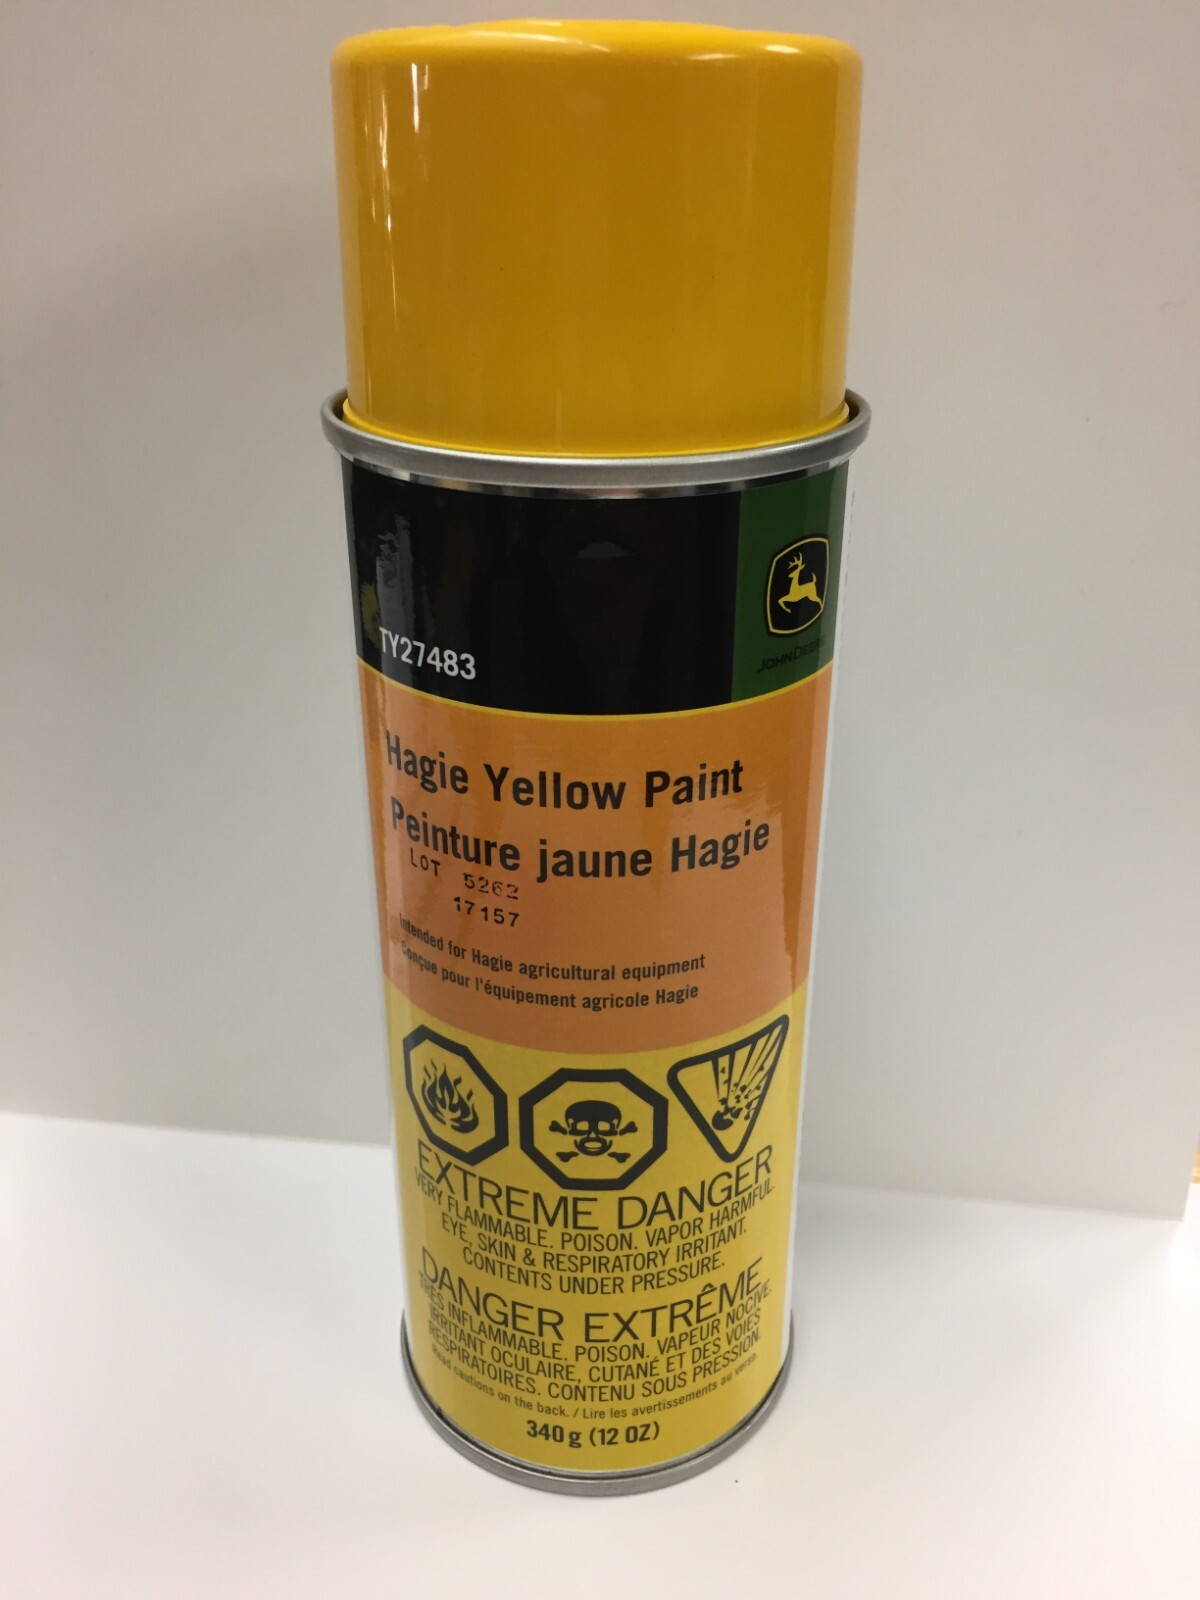 TY27483
JOHN DEERE
Hagie Yellow Paint
Peinture jaune Hagie
LOT 5262
17157
Intended for Hagie agricultural equipment
Conçue pour l'équipement agricole Hagie
EXTREME DANGER
VERY FLAMMABLE. POISON. VAPOR HARMFUL.
EYE, SKIN & RESPIRATORY IRRITANT.
CONTENTS UNDER PRESSURE.
DANGER EXTRÊME
TRÈS INFLAMMABLE. POISON. VAPEUR NOCIVE.
IRRITANT OCULAIRE, CUTANÉ ET DES VOIES
RESPIRATOIRES. CONTENU SOUS PRESSION.
Read cautions on the back. / Lire les avertissements au verso.
340 g (12 OZ)